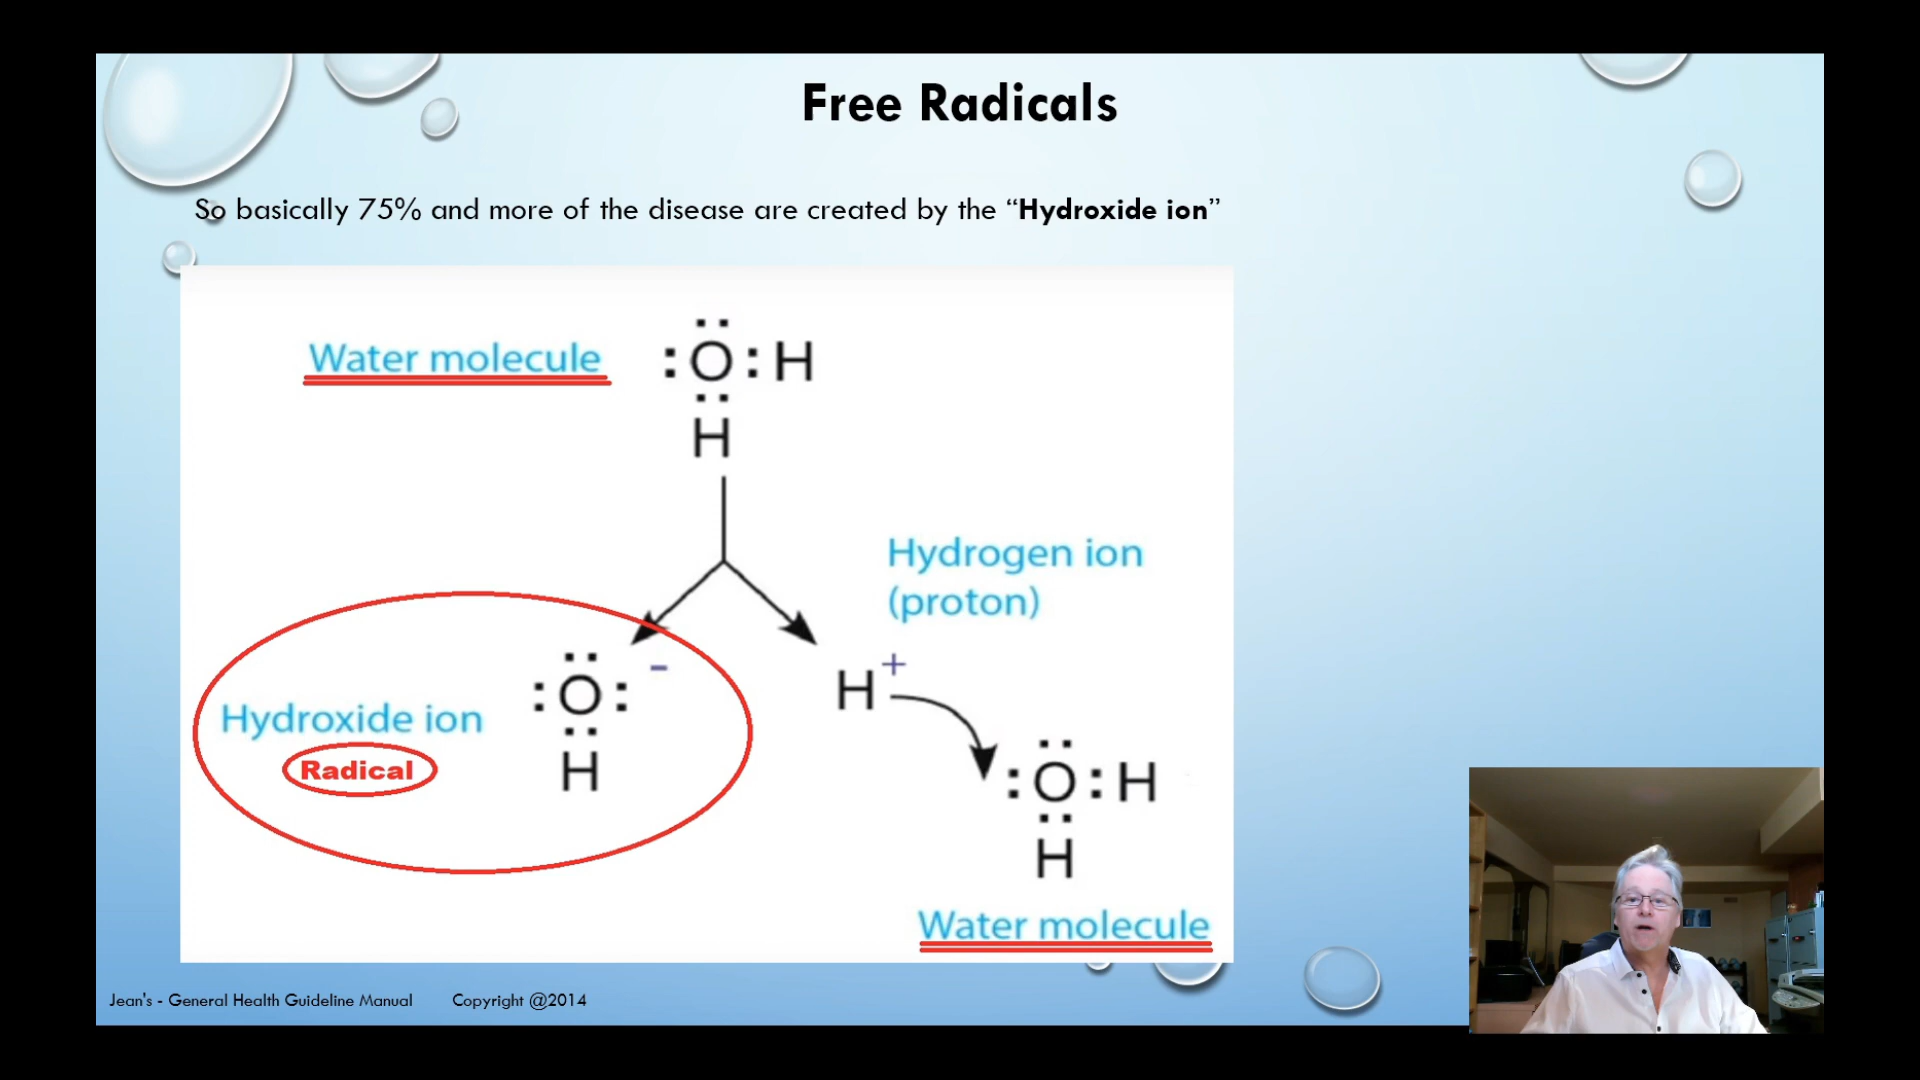 Free Radicals
So basically 75% and more of the disease are created by the “Hydroxide ion”
Water molecule
:O:H
H
Hydrogen ion
(proton)
:O: -
H
Hydroxide ion
Radical
H+
:O:H
H
Water molecule
Jean's - General Health Guideline Manual Copyright @2014